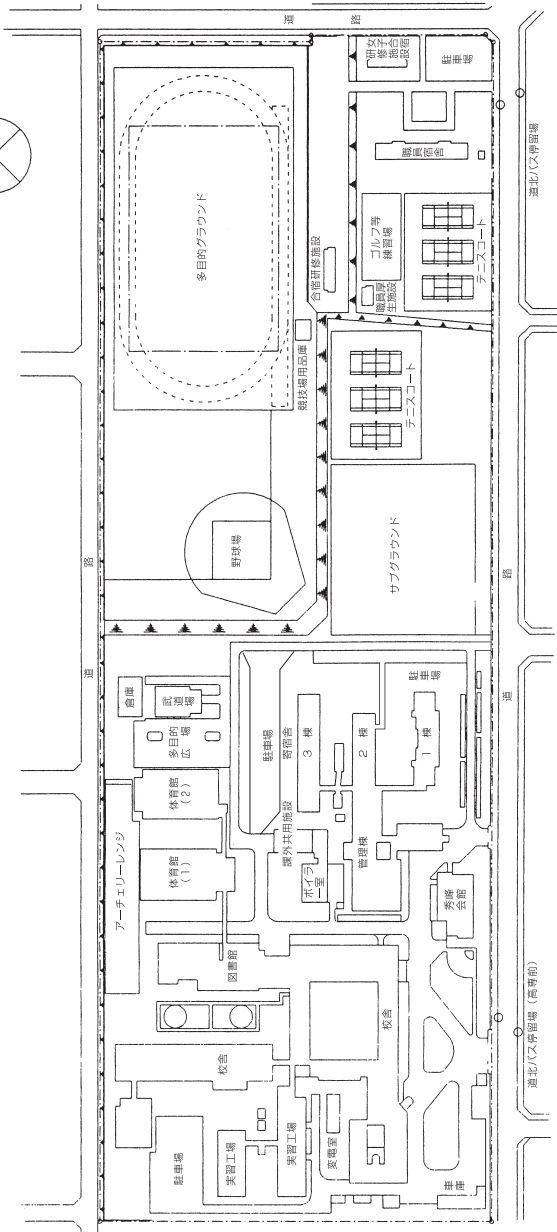 道
路
研女
修子
施合
設宿
駐車場
職員宿舎
道北バス停留場
多目的グラウンド
合宿研修施設
ゴルフ等
練習場
職員厚
生施設
テニスコート
競技場用品庫
テニスコート
野球場
サブグラウンド
道
路
道
路
倉庫
武道場
多目的
広場
体育館
(2)
体育館
(1)
アーチェリーレンジ
駐車場
寄宿舎
3棟
2棟
1棟
駐車場
課外共用施設
ボイラ
ー室
管理棟
秀峰
会館
図書館
校舎
校舎
駐車場
実習工場
実習工場
変電室
車庫
道北バス停留場(高専前)